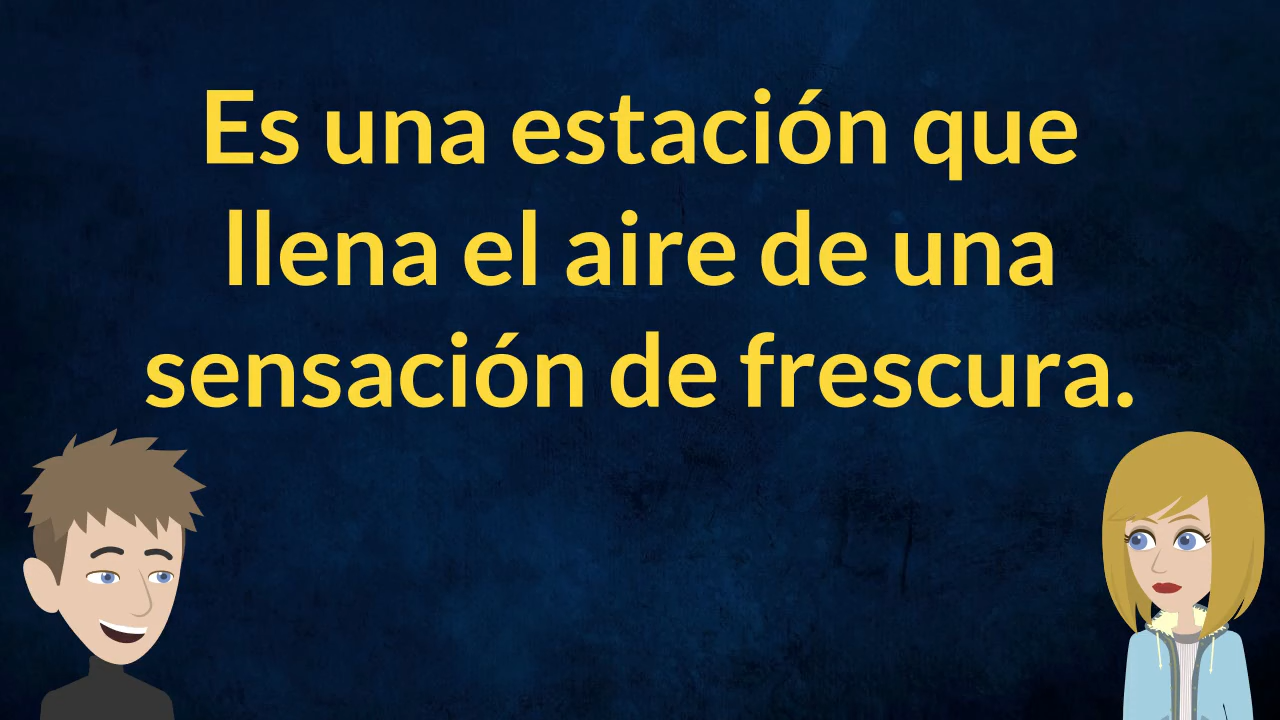 Es una estación que
llena el aire de una
sensación de frescura.